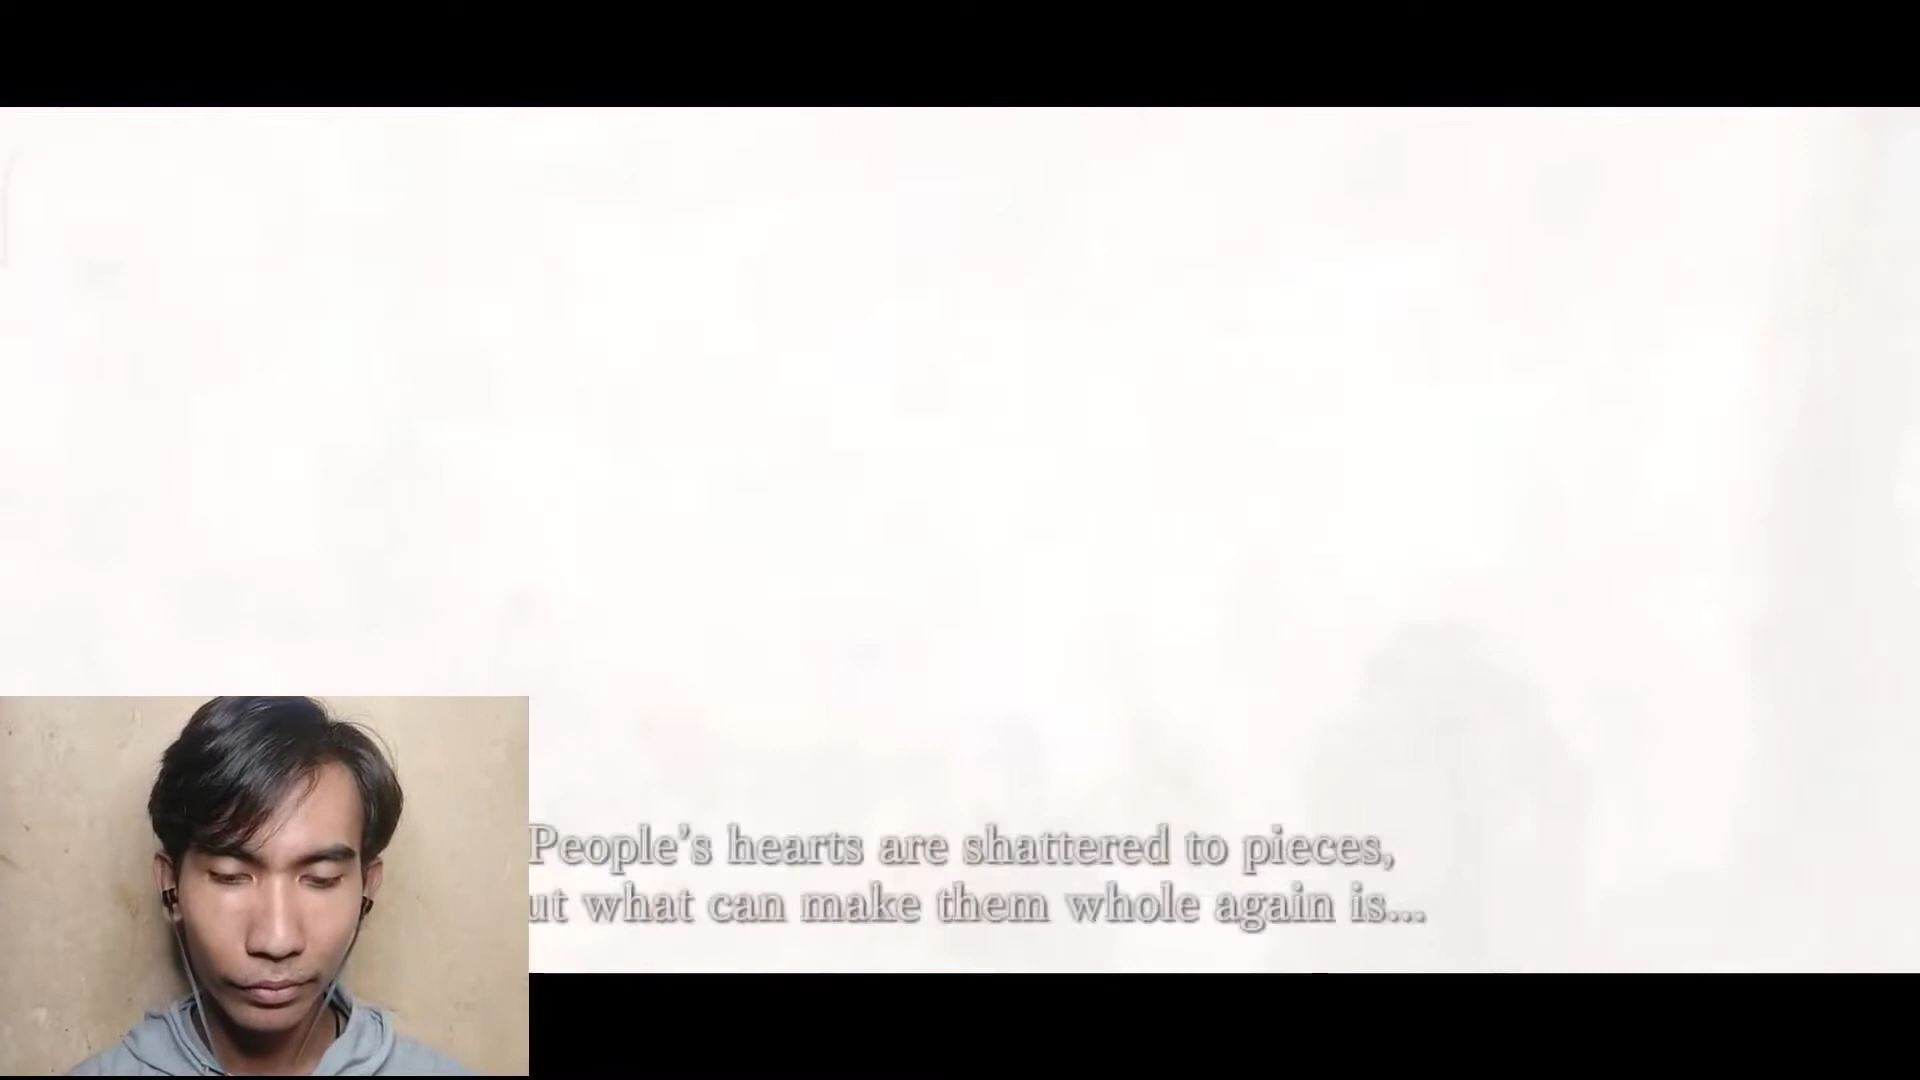 People's hearts are shattered to pieces,
ut what can make them whole again is...